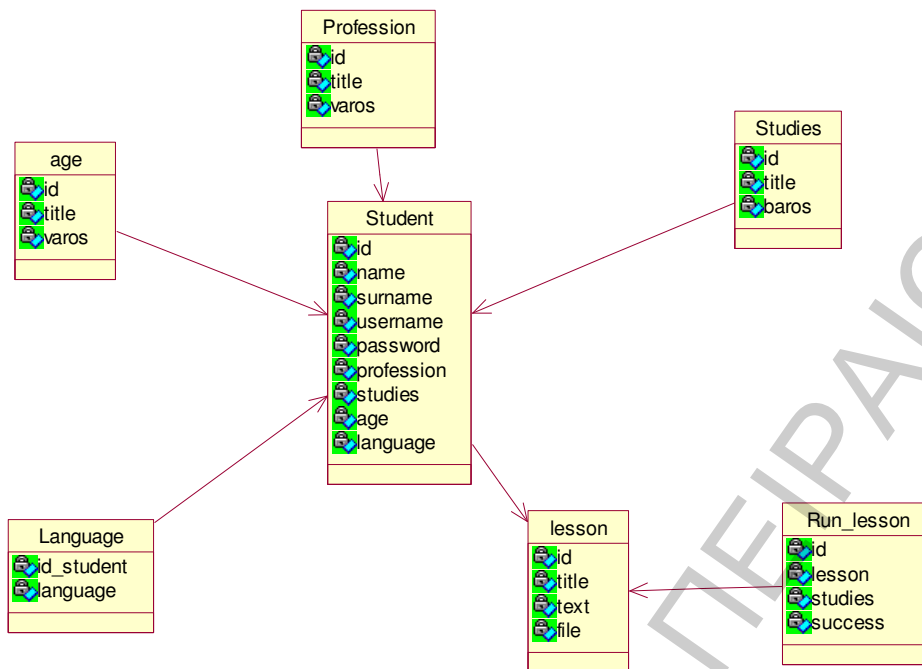 Profession
id
title
varos
Studies
id
title
baros
age
id
title
varos
Student
id
name
surname
username
password
profession
studies
age
language
Language
id_student
language
lesson
id
title
text
file
Run_lesson
id
lesson
studies
success
ΠΕΙΡΑΙΩ